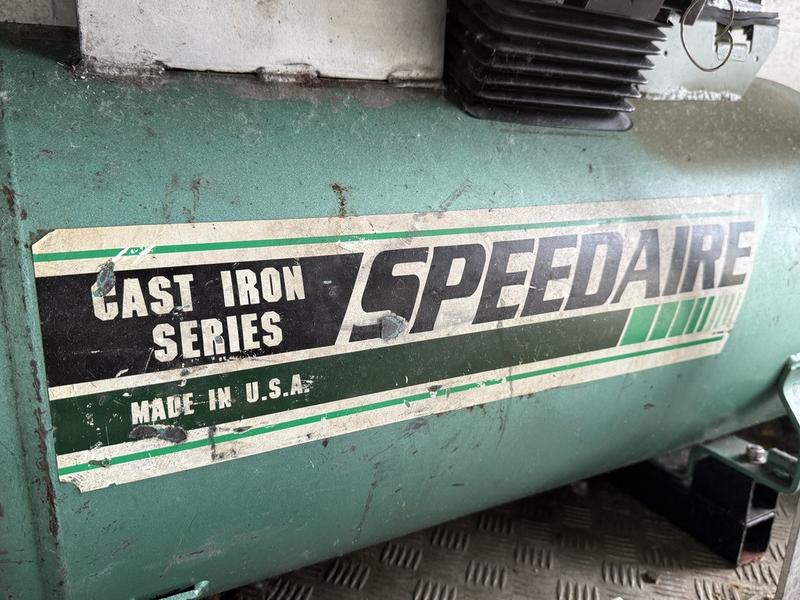 CAST IRON
SERIES
SPEEDAIRE
MADE IN U.S.A.